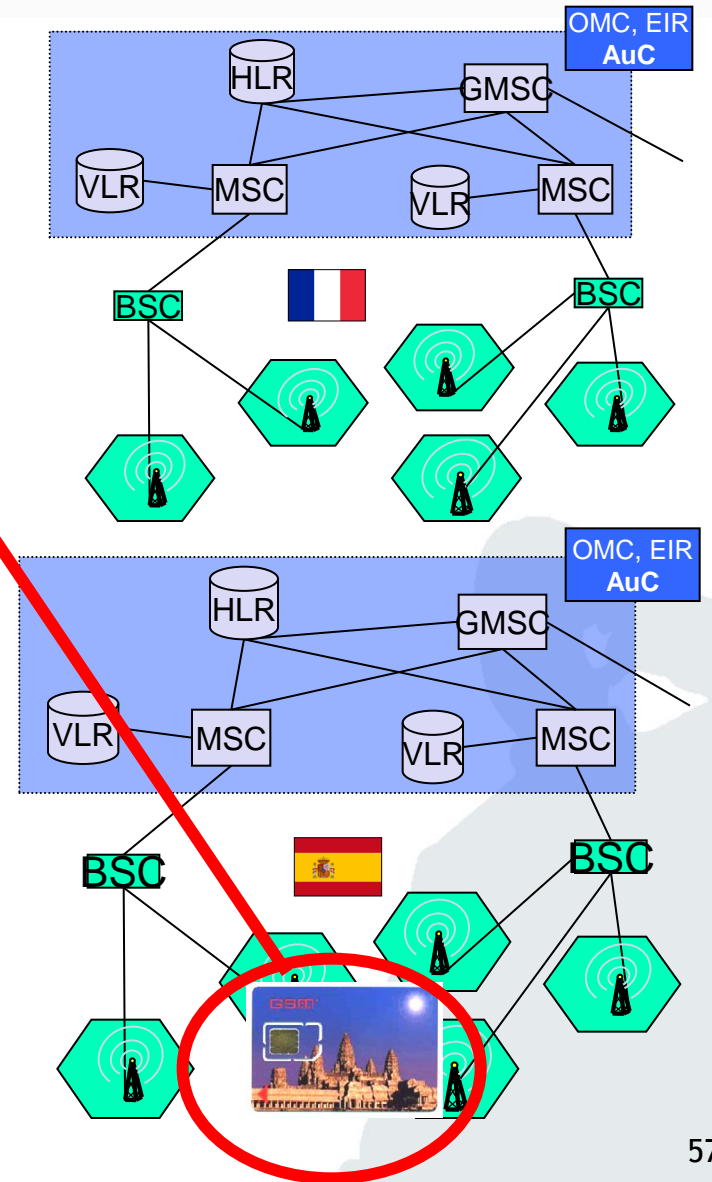 OMC, EIR
AuC
HLR
GMSC
VLR
MSC
VLR
MSC
BSC
BSC
OMC, EIR
AuC
HLR
GMSC
VLR
MSC
VLR
MSC
BSC
BSC
GSM
57